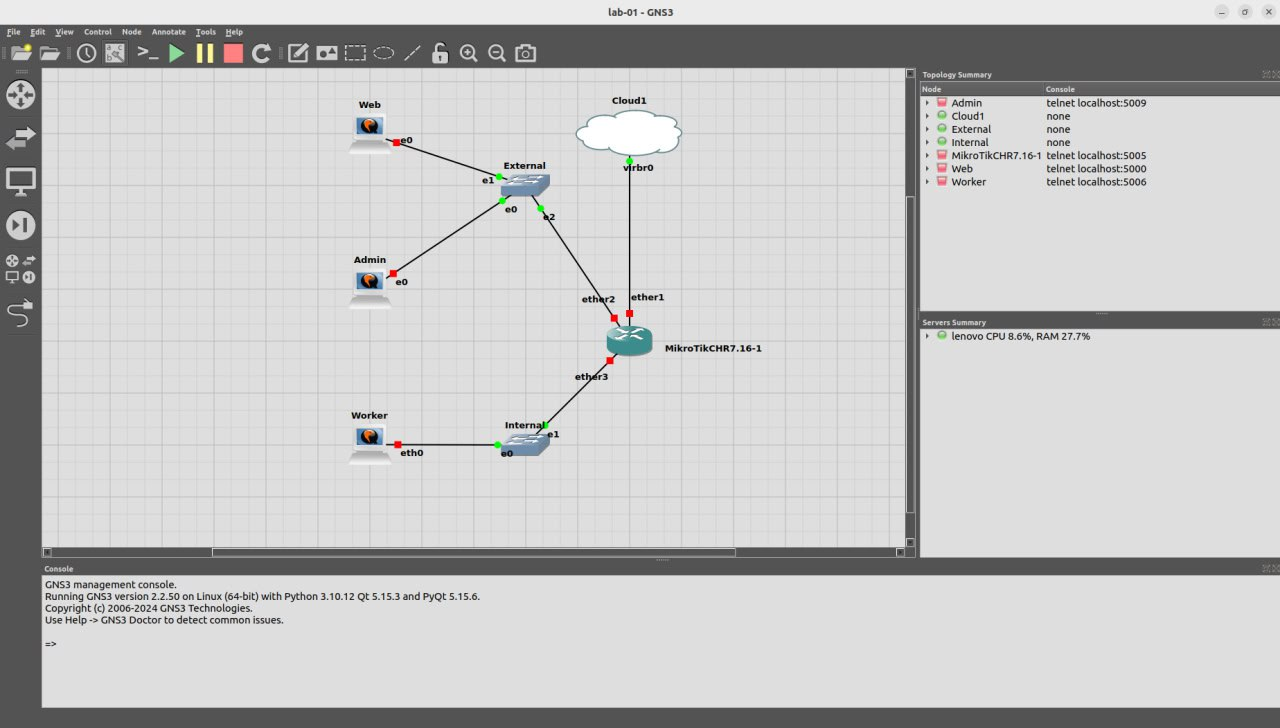 lab-01 - GNS3
File Edit View Control Node Annotate Tools Help
Web
e0
External
e1
e0
e2
Cloud1
virbr0
Admin
e0
ether2
ether1
MikroTikCHR7.16-1
ether3
Worker
eth0
Internal
e1
e0
Topology Summary
Node Console
Admin telnet localhost:5009
Cloud1 none
External none
Internal none
MikroTikCHR7.16-1 telnet localhost:5005
Web telnet localhost:5000
Worker telnet localhost:5006
Servers Summary
lenovo CPU 8.6%, RAM 27.7%
Console
GNS3 management console.
Running GNS3 version 2.2.50 on Linux (64-bit) with Python 3.10.12 Qt 5.15.3 and PyQt 5.15.6.
Copyright (c) 2006-2024 GNS3 Technologies.
Use Help -> GNS3 Doctor to detect common issues.
=>